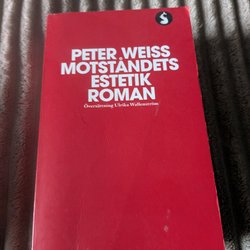 PETER WEISS
MOTSTÅNDETS
ESTETIK
ROMAN
Översättning Ulrika Wallenström